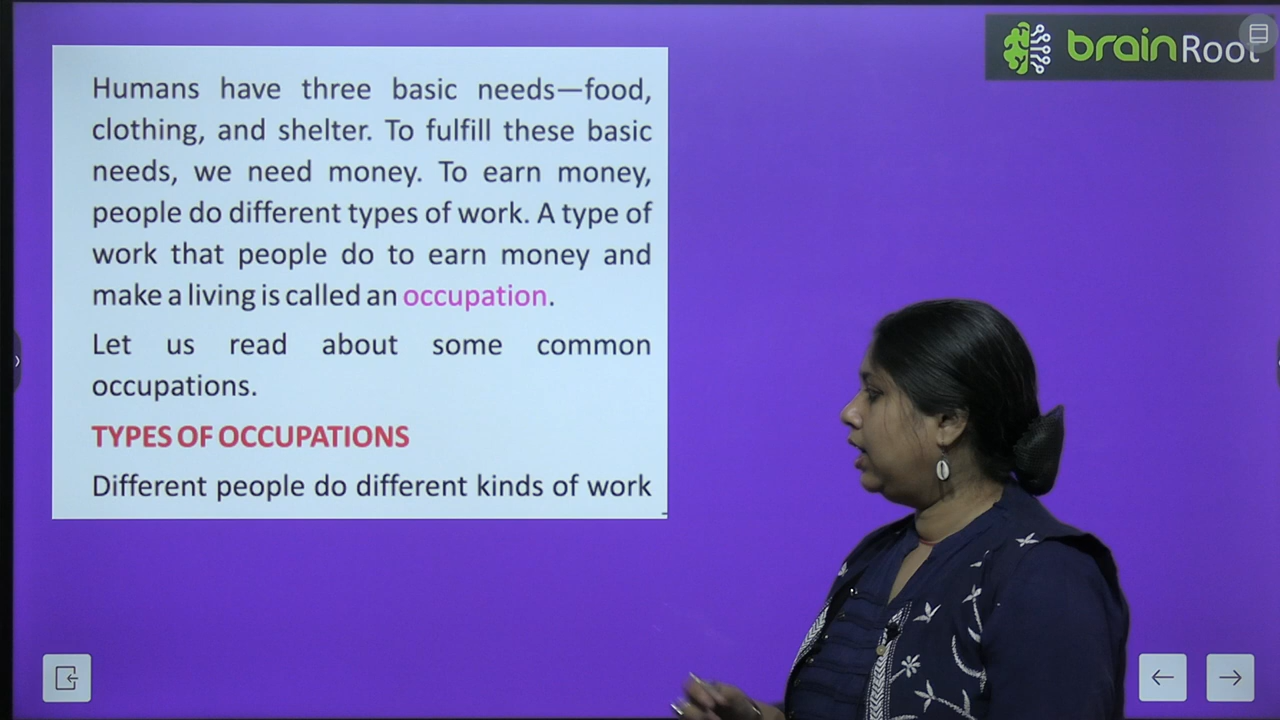 brainRoot
Humans have three basic needs—food,
clothing, and shelter. To fulfill these basic
needs, we need money. To earn money,
people do different types of work. A type of
work that people do to earn money and
make a living is called an occupation.
Let us read about some common
occupations.
TYPES OF OCCUPATIONS
Different people do different kinds of work